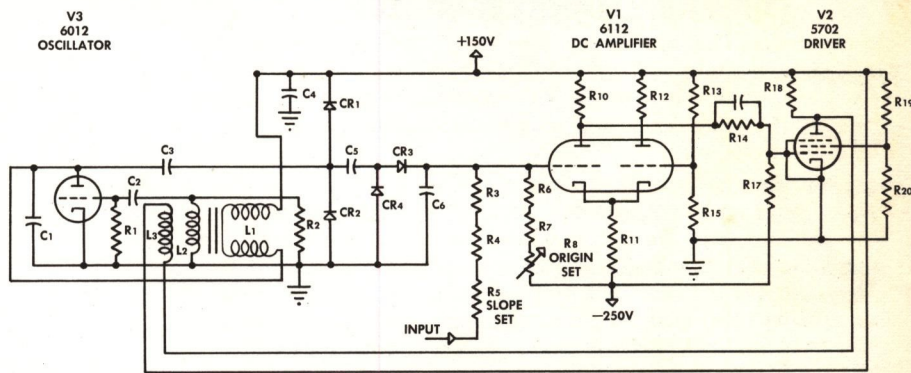 V3
6012
OSCILLATOR
V1
6112
DC AMPLIFIER
V2
5702
DRIVER
+150V
C4
CR1
R10
R12
R13
R18
R19
C3
C5
CR3
R14
C2
C1
R1
L3
L2
L1
R2
CR2
CR4
C6
R3
R4
R5
SLOPE
SET
R6
R7
R8
ORIGIN
SET
R11
R15
R17
R20
INPUT
−250V